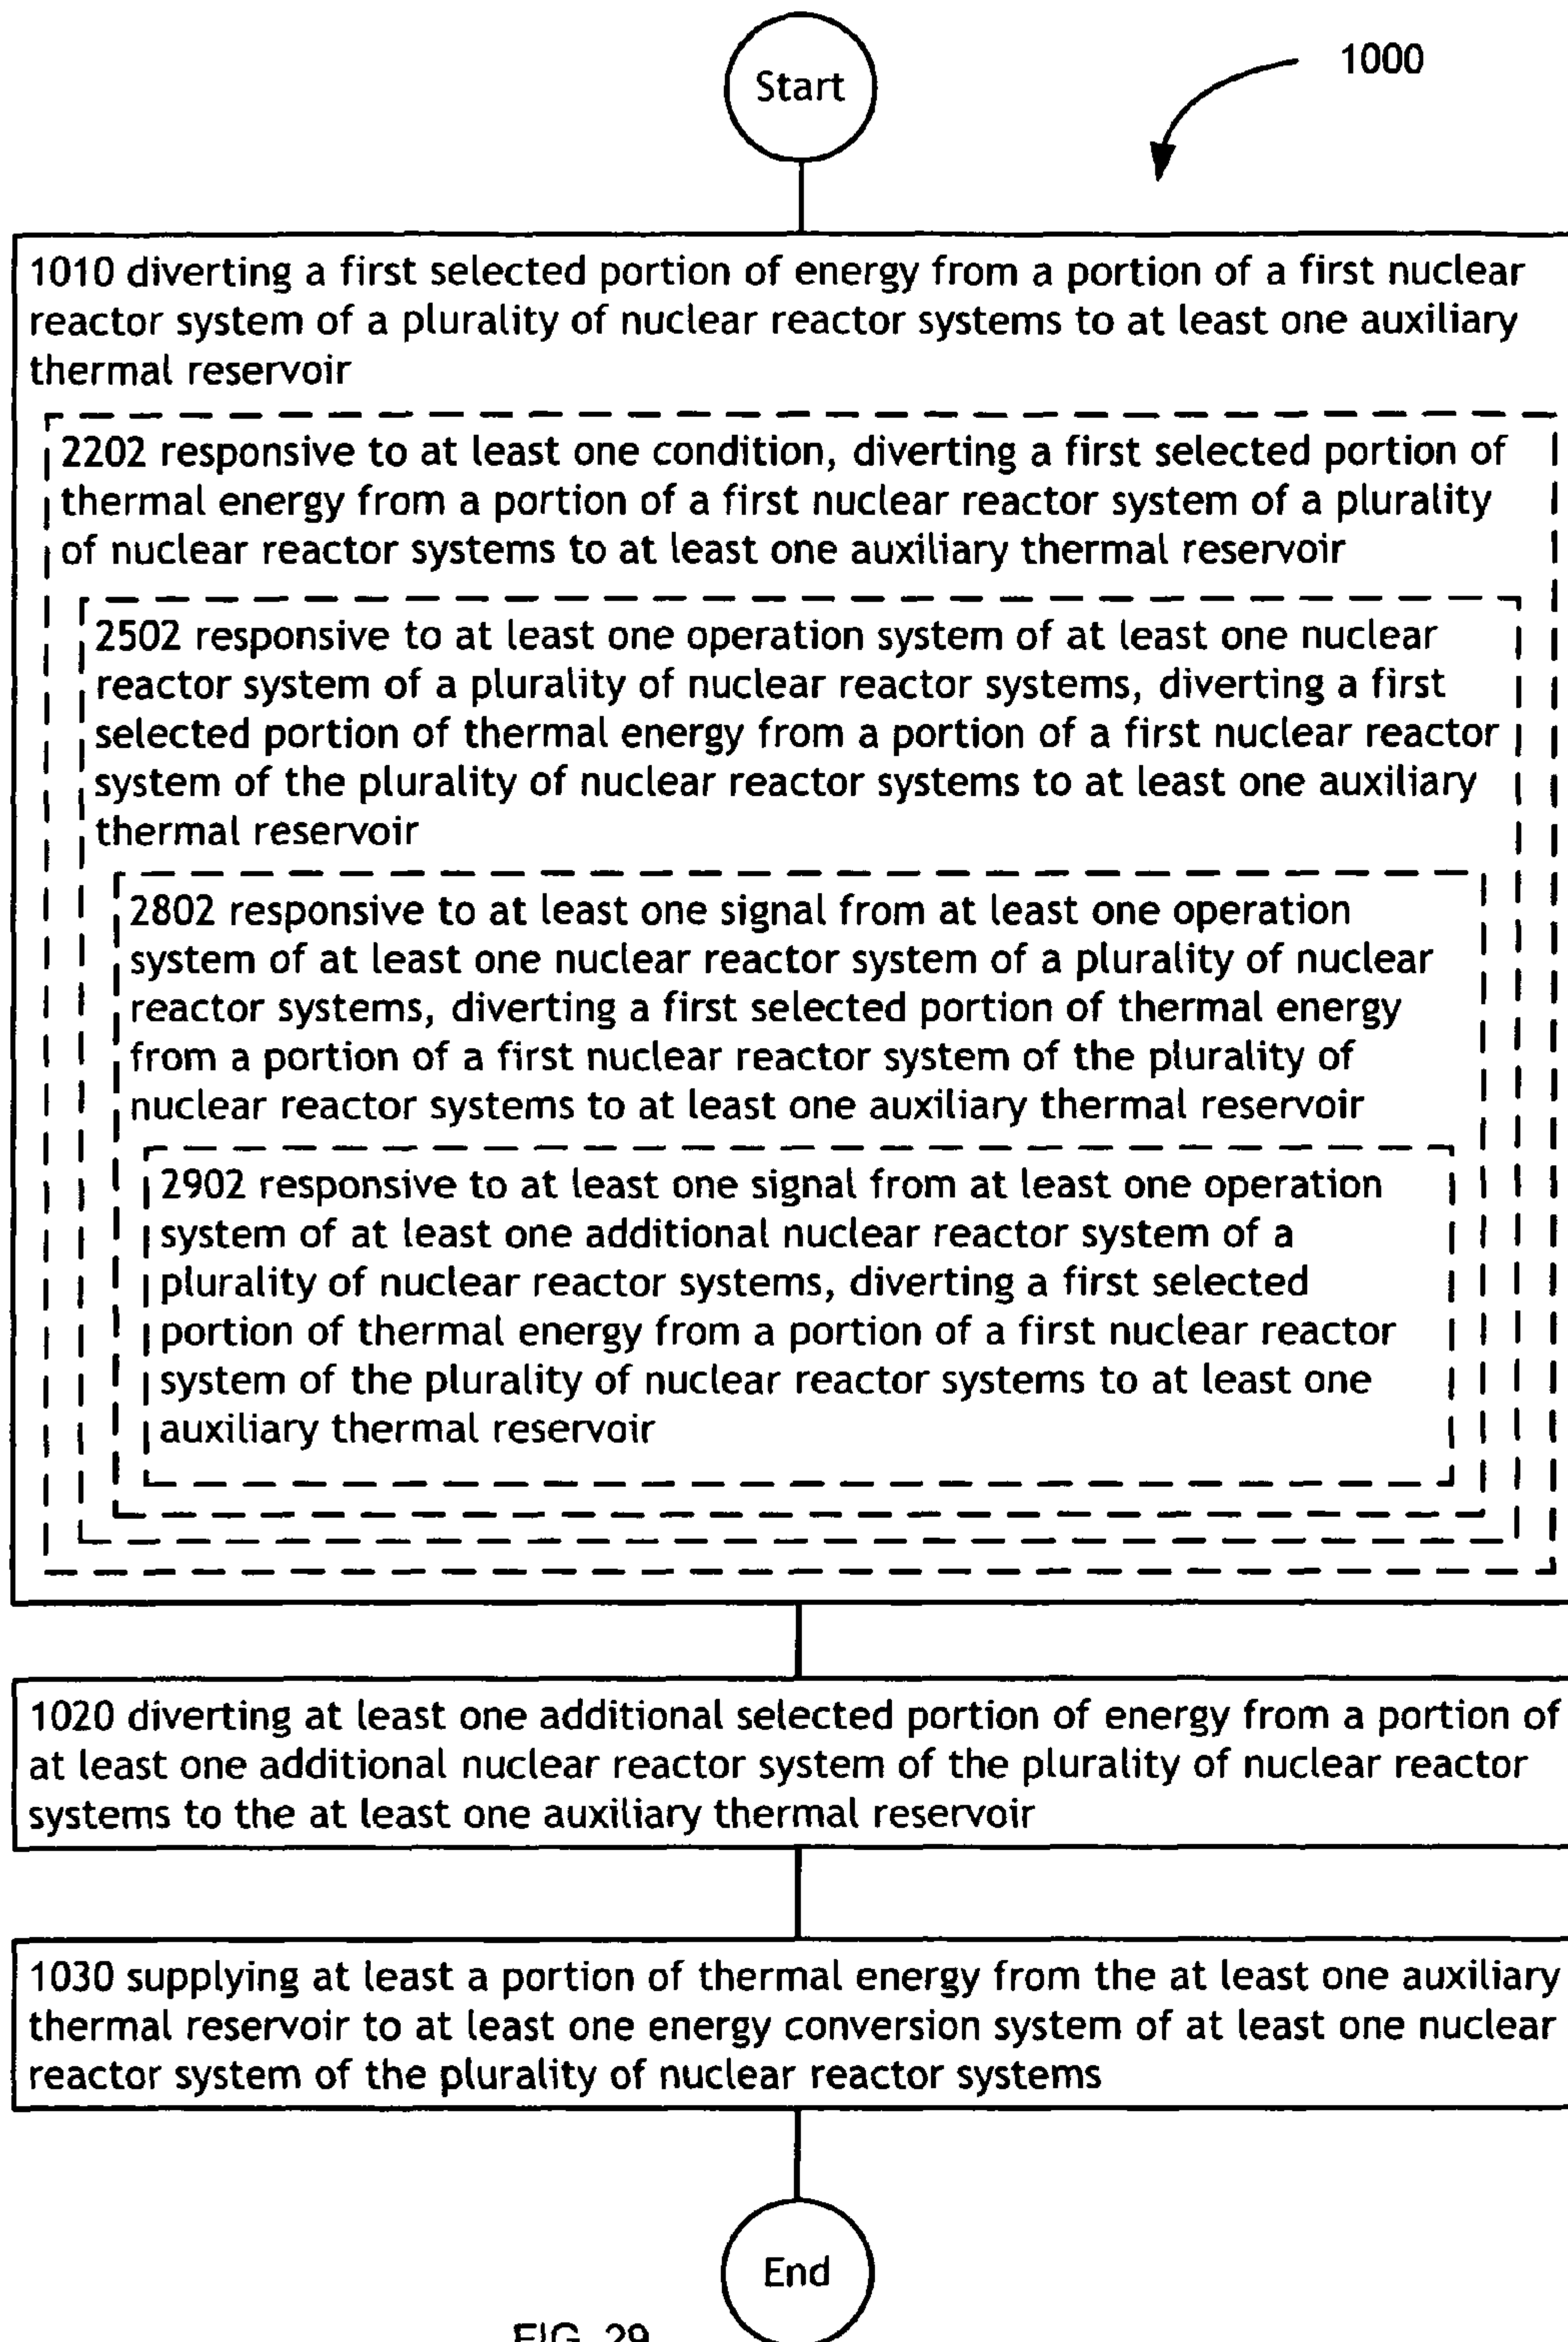 Start
1000
1010 diverting a first selected portion of energy from a portion of a first nuclear
reactor system of a plurality of nuclear reactor systems to at least one auxiliary
thermal reservoir
2202 responsive to at least one condition, diverting a first selected portion of
thermal energy from a portion of a first nuclear reactor system of a plurality
of nuclear reactor systems to at least one auxiliary thermal reservoir
2502 responsive to at least one operation system of at least one nuclear
reactor system of a plurality of nuclear reactor systems, diverting a first
selected portion of thermal energy from a portion of a first nuclear reactor
system of the plurality of nuclear reactor systems to at least one auxiliary
thermal reservoir
2802 responsive to at least one signal from at least one operation
system of at least one nuclear reactor system of a plurality of nuclear
reactor systems, diverting a first selected portion of thermal energy
from a portion of a first nuclear reactor system of the plurality of
nuclear reactor systems to at least one auxiliary thermal reservoir
2902 responsive to at least one signal from at least one operation
system of at least one additional nuclear reactor system of a
plurality of nuclear reactor systems, diverting a first selected
portion of thermal energy from a portion of a first nuclear reactor
system of the plurality of nuclear reactor systems to at least one
auxiliary thermal reservoir
1020 diverting at least one additional selected portion of energy from a portion of
at least one additional nuclear reactor system of the plurality of nuclear reactor
systems to the at least one auxiliary thermal reservoir
1030 supplying at least a portion of thermal energy from the at least one auxiliary
thermal reservoir to at least one energy conversion system of at least one nuclear
reactor system of the plurality of nuclear reactor systems
End
FIG. 29